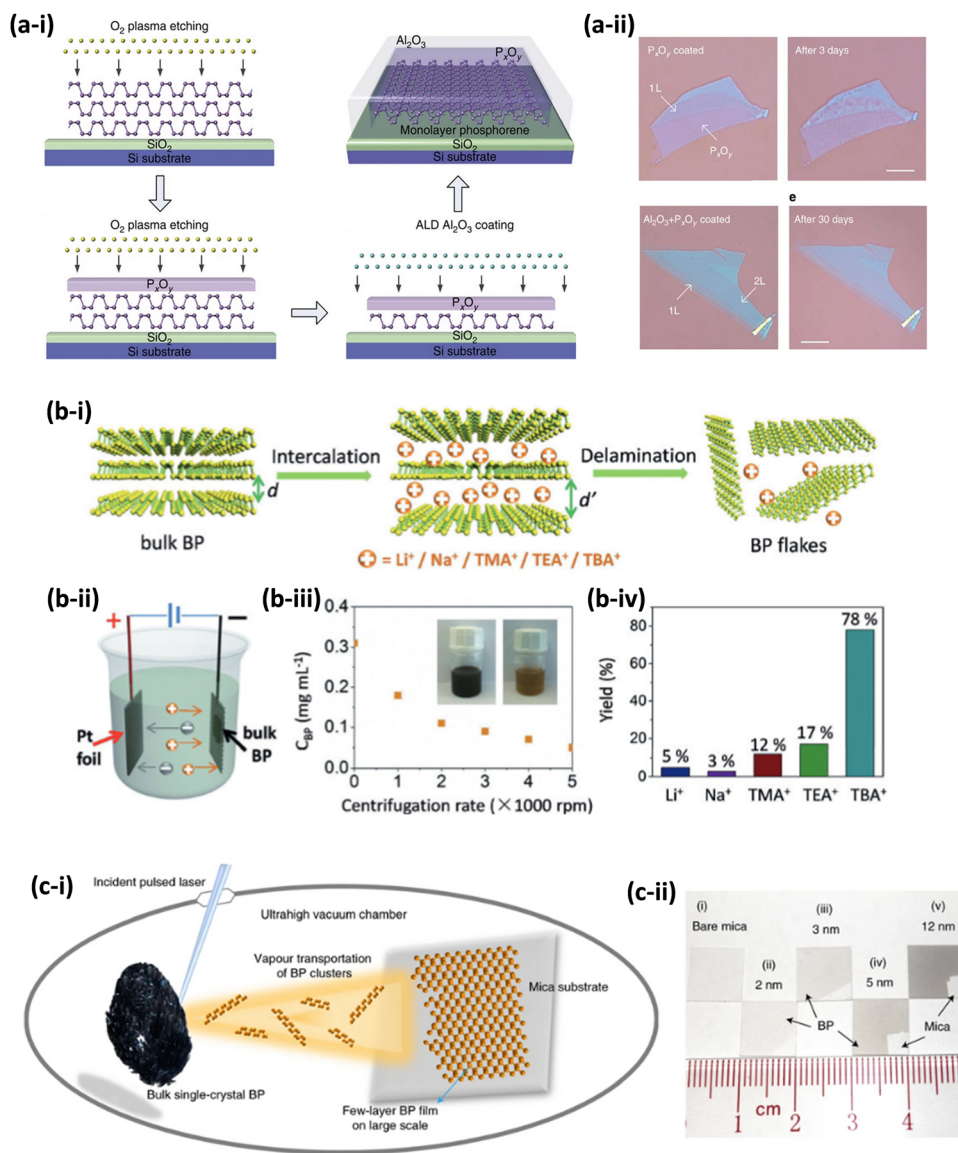 (a-i)
O₂ plasma etching
SiO₂
Si substrate
Al₂O₃
PₓOᵧ
Monolayer phosphorene
SiO₂
Si substrate
O₂ plasma etching
PₓOᵧ
SiO₂
Si substrate
ALD Al₂O₃ coating
PₓOᵧ
SiO₂
Si substrate
(a-ii)
PₓOᵧ coated
1L
PₓOᵧ
After 3 days
e
Al₂O₃+PₓOᵧ coated
1L
2L
After 30 days
(b-i)
d
bulk BP
Intercalation
d'
Delamination
BP flakes
= Li⁺ / Na⁺ / TMA⁺ / TEA⁺ / TBA⁺
(b-ii)
+
−
Pt
foil
bulk
BP
(b-iii)
C_BP (mg mL⁻¹)
0.4
0.3
0.2
0.1
0.0
0 1 2 3 4 5
Centrifugation rate (×1000 rpm)
(b-iv)
Yield (%)
80
60
40
20
0
5 %
3 %
12 %
17 %
78 %
Li⁺ Na⁺ TMA⁺ TEA⁺ TBA⁺
(c-i)
Incident pulsed laser
Ultrahigh vacuum chamber
Vapour transportation
of BP clusters
Mica substrate
Bulk single-crystal BP
Few-layer BP film
on large scale
(c-ii)
(i)
Bare mica
(ii)
2 nm
(iii)
3 nm
(iv)
5 nm
(v)
12 nm
BP
Mica
1 cm 2 3 4